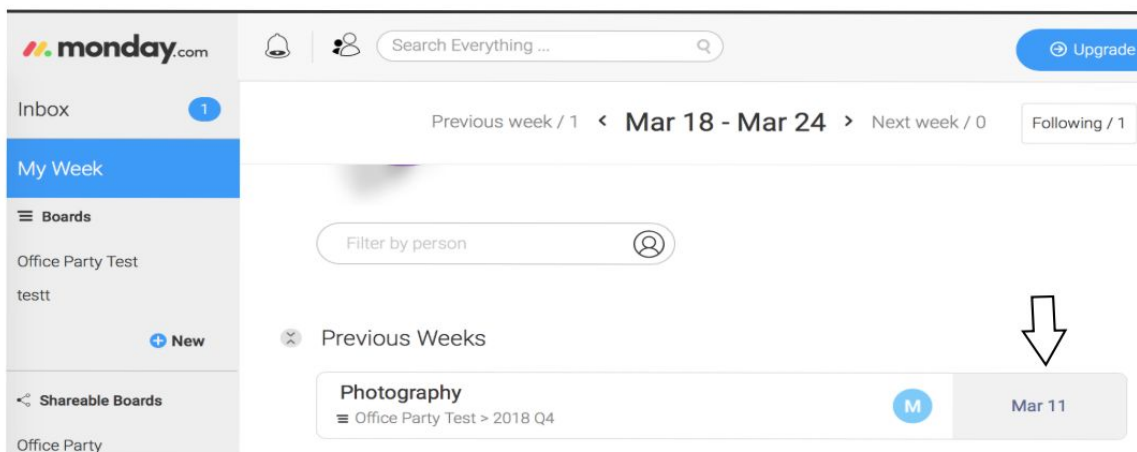 monday.com
Search Everything ...
Upgrade
Inbox 1
Previous week / 1 < Mar 18 - Mar 24 > Next week / 0 Following / 1
My Week
Boards
Filter by person
Office Party Test
testt
New
Previous Weeks
Shareable Boards
Photography
Office Party Test > 2018 Q4
M
Mar 11
Office Party